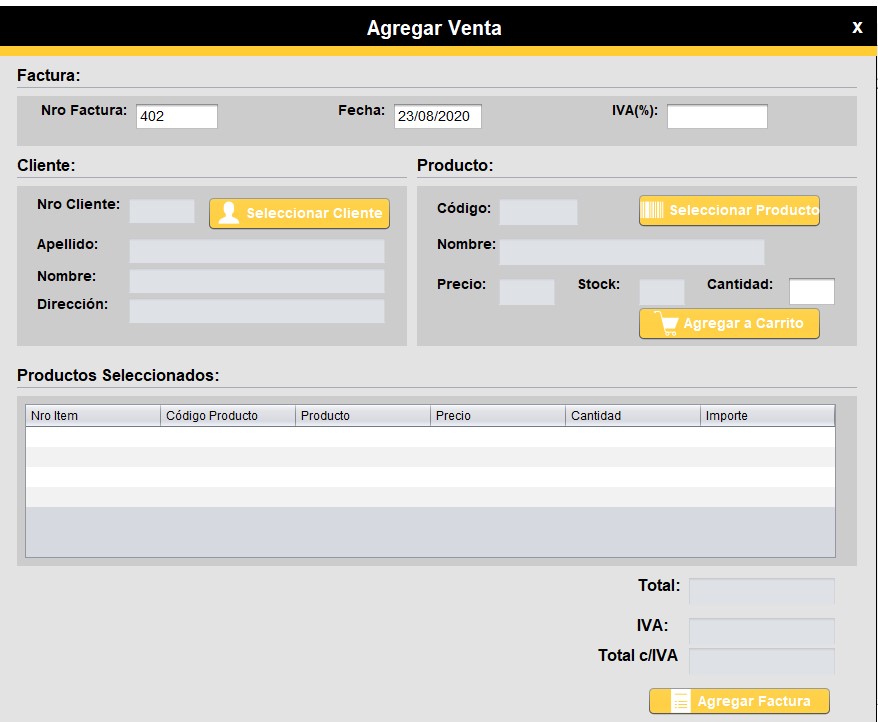 Agregar Venta X
Factura:
Nro Factura: 402 Fecha: 23/08/2020 IVA(%):
Cliente:
Nro Cliente: Seleccionar Cliente
Apellido:
Nombre:
Dirección:
Producto:
Código: Seleccionar Producto
Nombre:
Precio: Stock: Cantidad:
Agregar a Carrito
Productos Seleccionados:
Nro Item Código Producto Producto Precio Cantidad Importe
Total:
IVA:
Total c/IVA
Agregar Factura